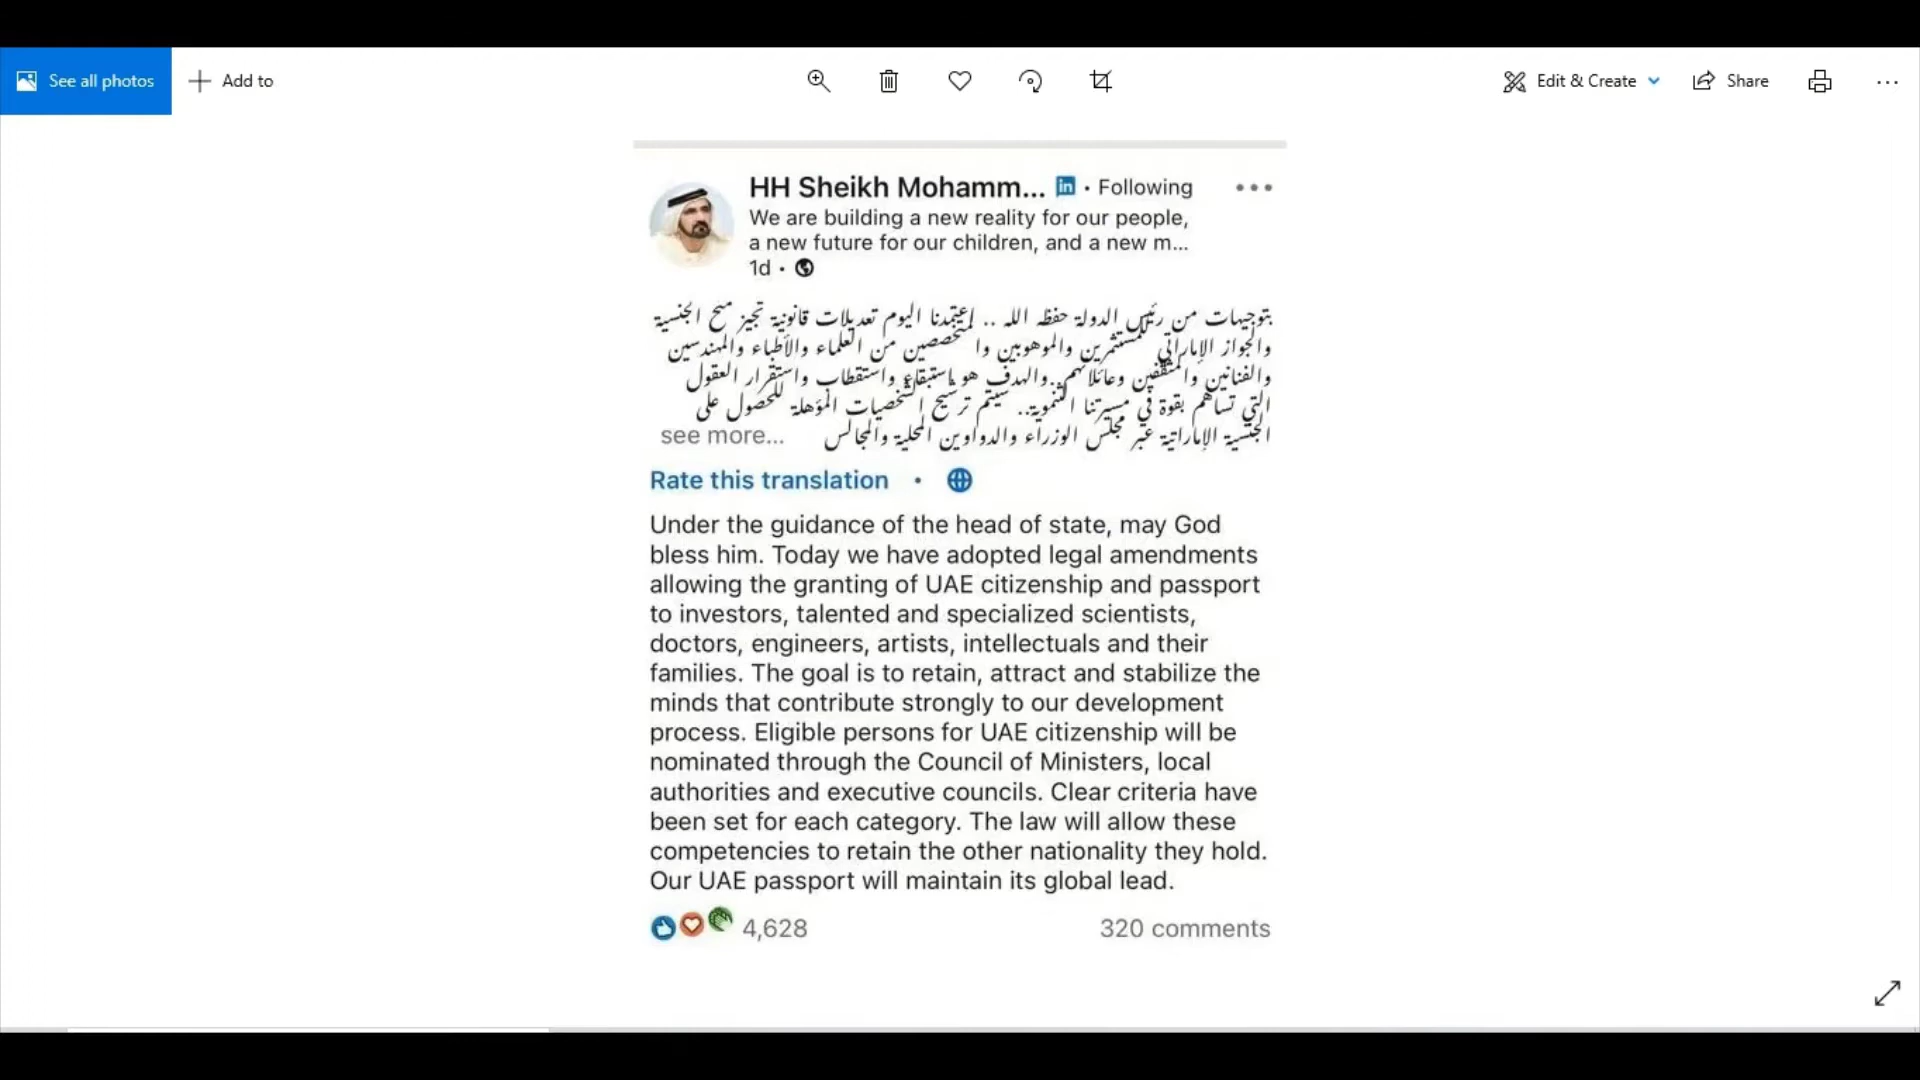 See all photos
Add to
Edit & Create
Share
HH Sheikh Mohamm... in • Following
We are building a new reality for our people,
a new future for our children, and a new m...
1d •
بتوجيهات من رئيس الدولة حفظه الله .. اعتمدنا اليوم تعديلات قانونية تجيز منح الجنسية
والجواز الإماراتي للمستثمرين والموهوبين والمتخصصين من العلماء والأطباء والمهندسين
والفنانين والمثقفين وعائلاتهم..والهدف هو استبقاء واستقطاب واستقرار العقول
التي تساهم بقوة في مسيرتنا التنموية.. سيتم ترشيح الشخصيات المؤهلة للحصول على
الجنسية الإماراتية عبر مجلس الوزراء والدواوين المحلية والمجالس
see more...
Rate this translation •
Under the guidance of the head of state, may God
bless him. Today we have adopted legal amendments
allowing the granting of UAE citizenship and passport
to investors, talented and specialized scientists,
doctors, engineers, artists, intellectuals and their
families. The goal is to retain, attract and stabilize the
minds that contribute strongly to our development
process. Eligible persons for UAE citizenship will be
nominated through the Council of Ministers, local
authorities and executive councils. Clear criteria have
been set for each category. The law will allow these
competencies to retain the other nationality they hold.
Our UAE passport will maintain its global lead.
4,628
320 comments